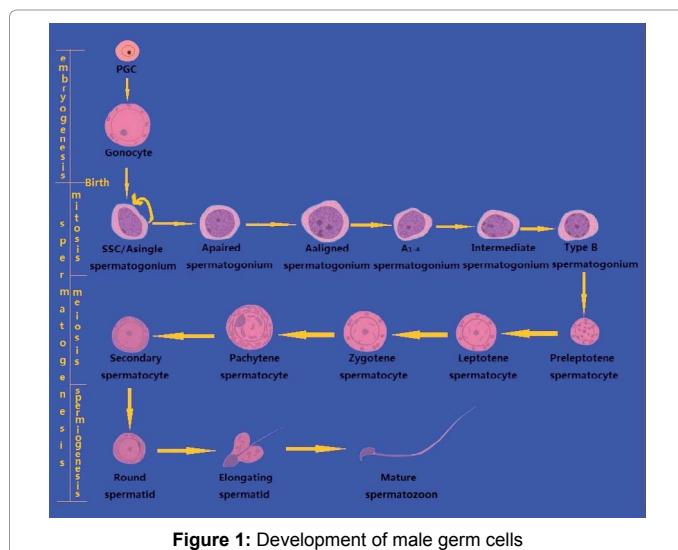 embryogenesis
PGC
Gonocyte
Birth
spermatogenesis
mitosis
SSC/Asingle
spermatogonium
Apaired
spermatogonium
Aaligned
spermatogonium
A1-4
spermatogonium
Intermediate
spermatogonium
Type B
spermatogonium
meiosis
Secondary
spermatocyte
Pachytene
spermatocyte
Zygotene
spermatocyte
Leptotene
spermatocyte
Preleptotene
spermatocyte
spermiogenesis
Round
spermatid
Elongating
spermatid
Mature
spermatozoon
Figure 1: Development of male germ cells